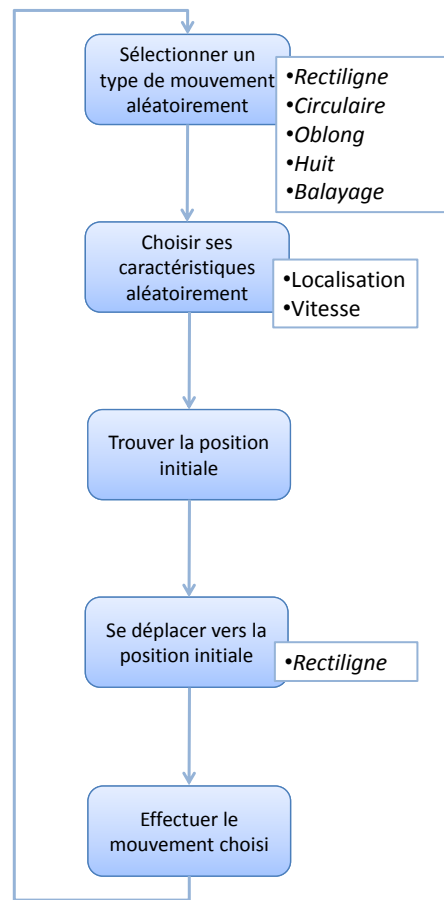 Sélectionner un
type de mouvement
aléatoirement
•Rectiligne
•Circulaire
•Oblong
•Huit
•Balayage
Choisir ses
caractéristiques
aléatoirement
•Localisation
•Vitesse
Trouver la position
initiale
Se déplacer vers la
position initiale
•Rectiligne
Effectuer le
mouvement choisi